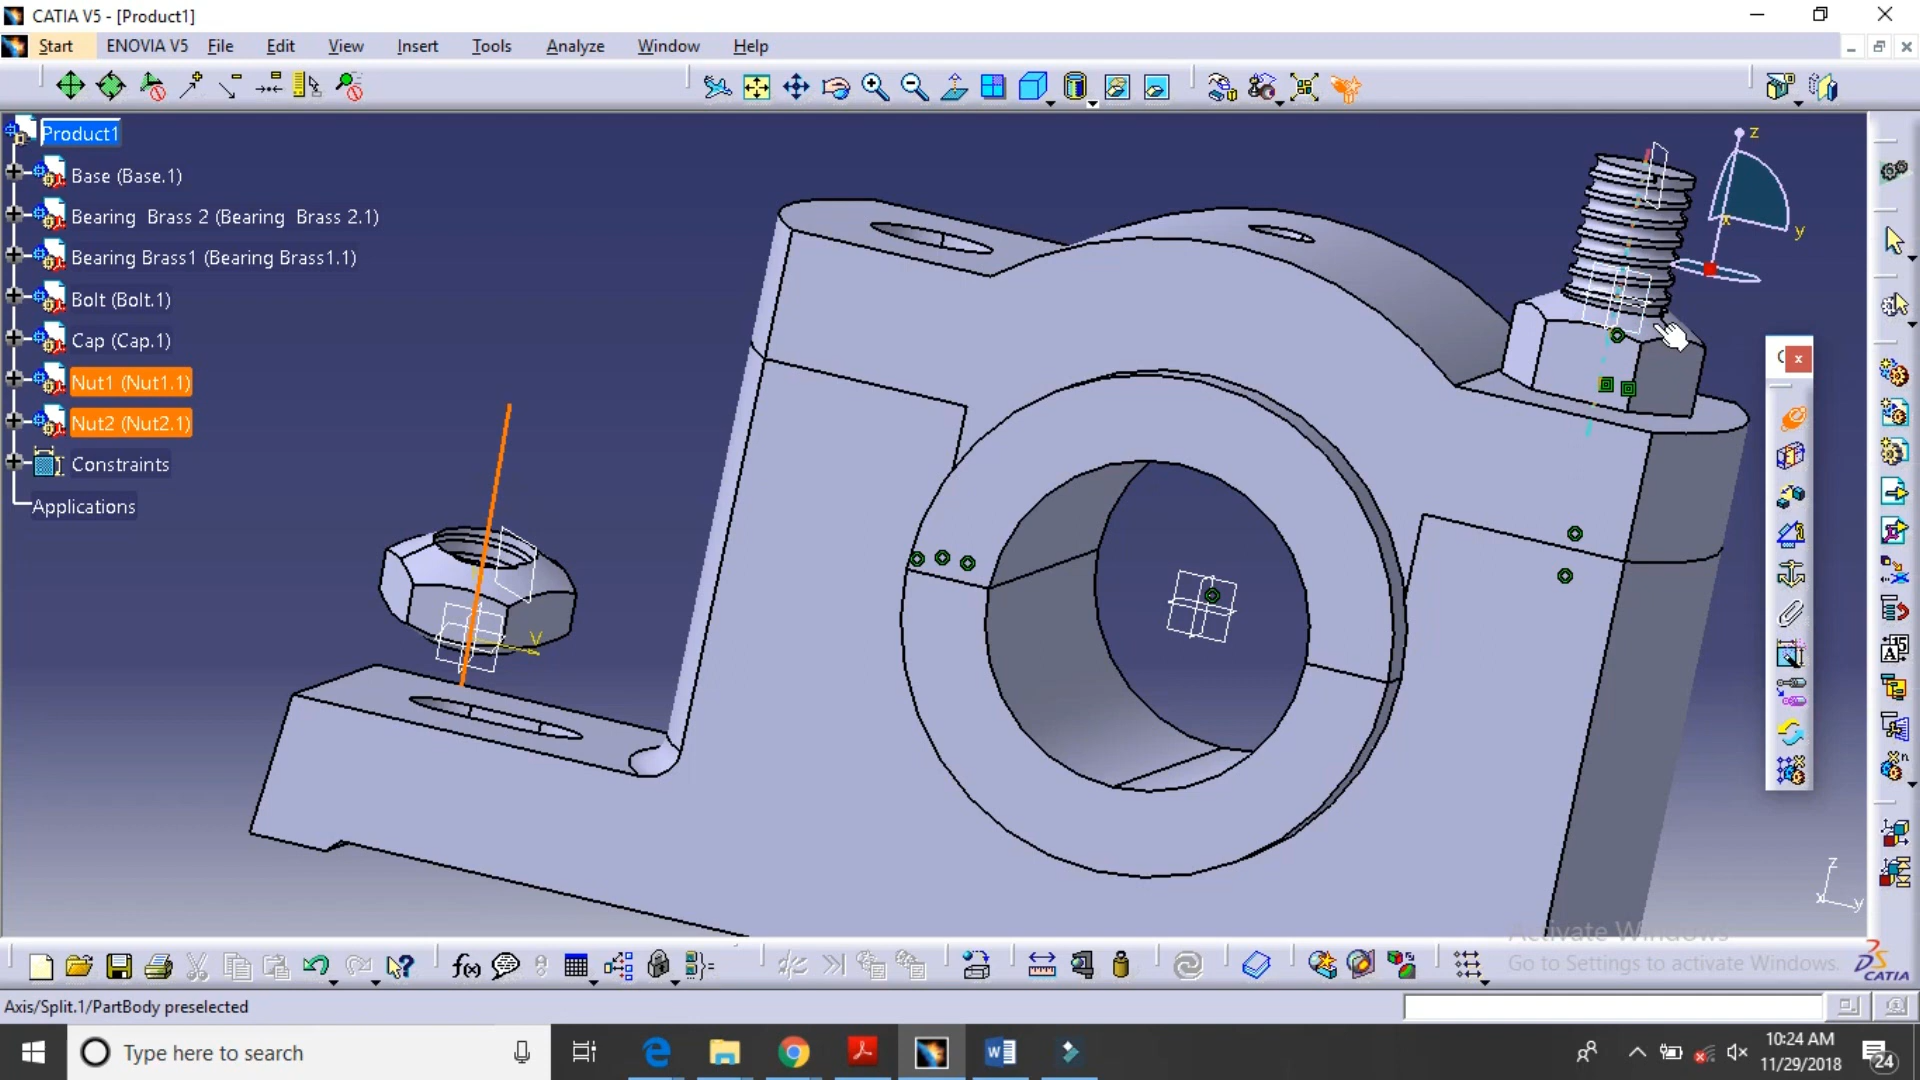 CATIA V5 - [Product1]
Start ENOVIA V5 File Edit View Insert Tools Analyze Window Help
Product1
Base (Base.1)
Bearing Brass 2 (Bearing Brass 2.1)
Bearing Brass1 (Bearing Brass1.1)
Bolt (Bolt.1)
Cap (Cap.1)
Nut1 (Nut1.1)
Nut2 (Nut2.1)
Constraints
Applications
z
x
y
C x
V
z
x y
Activate Windows
Go to Settings to activate Windows.
CATIA
f(x)
Axis/Split.1/PartBody preselected
Type here to search
10:24 AM
11/29/2018
24